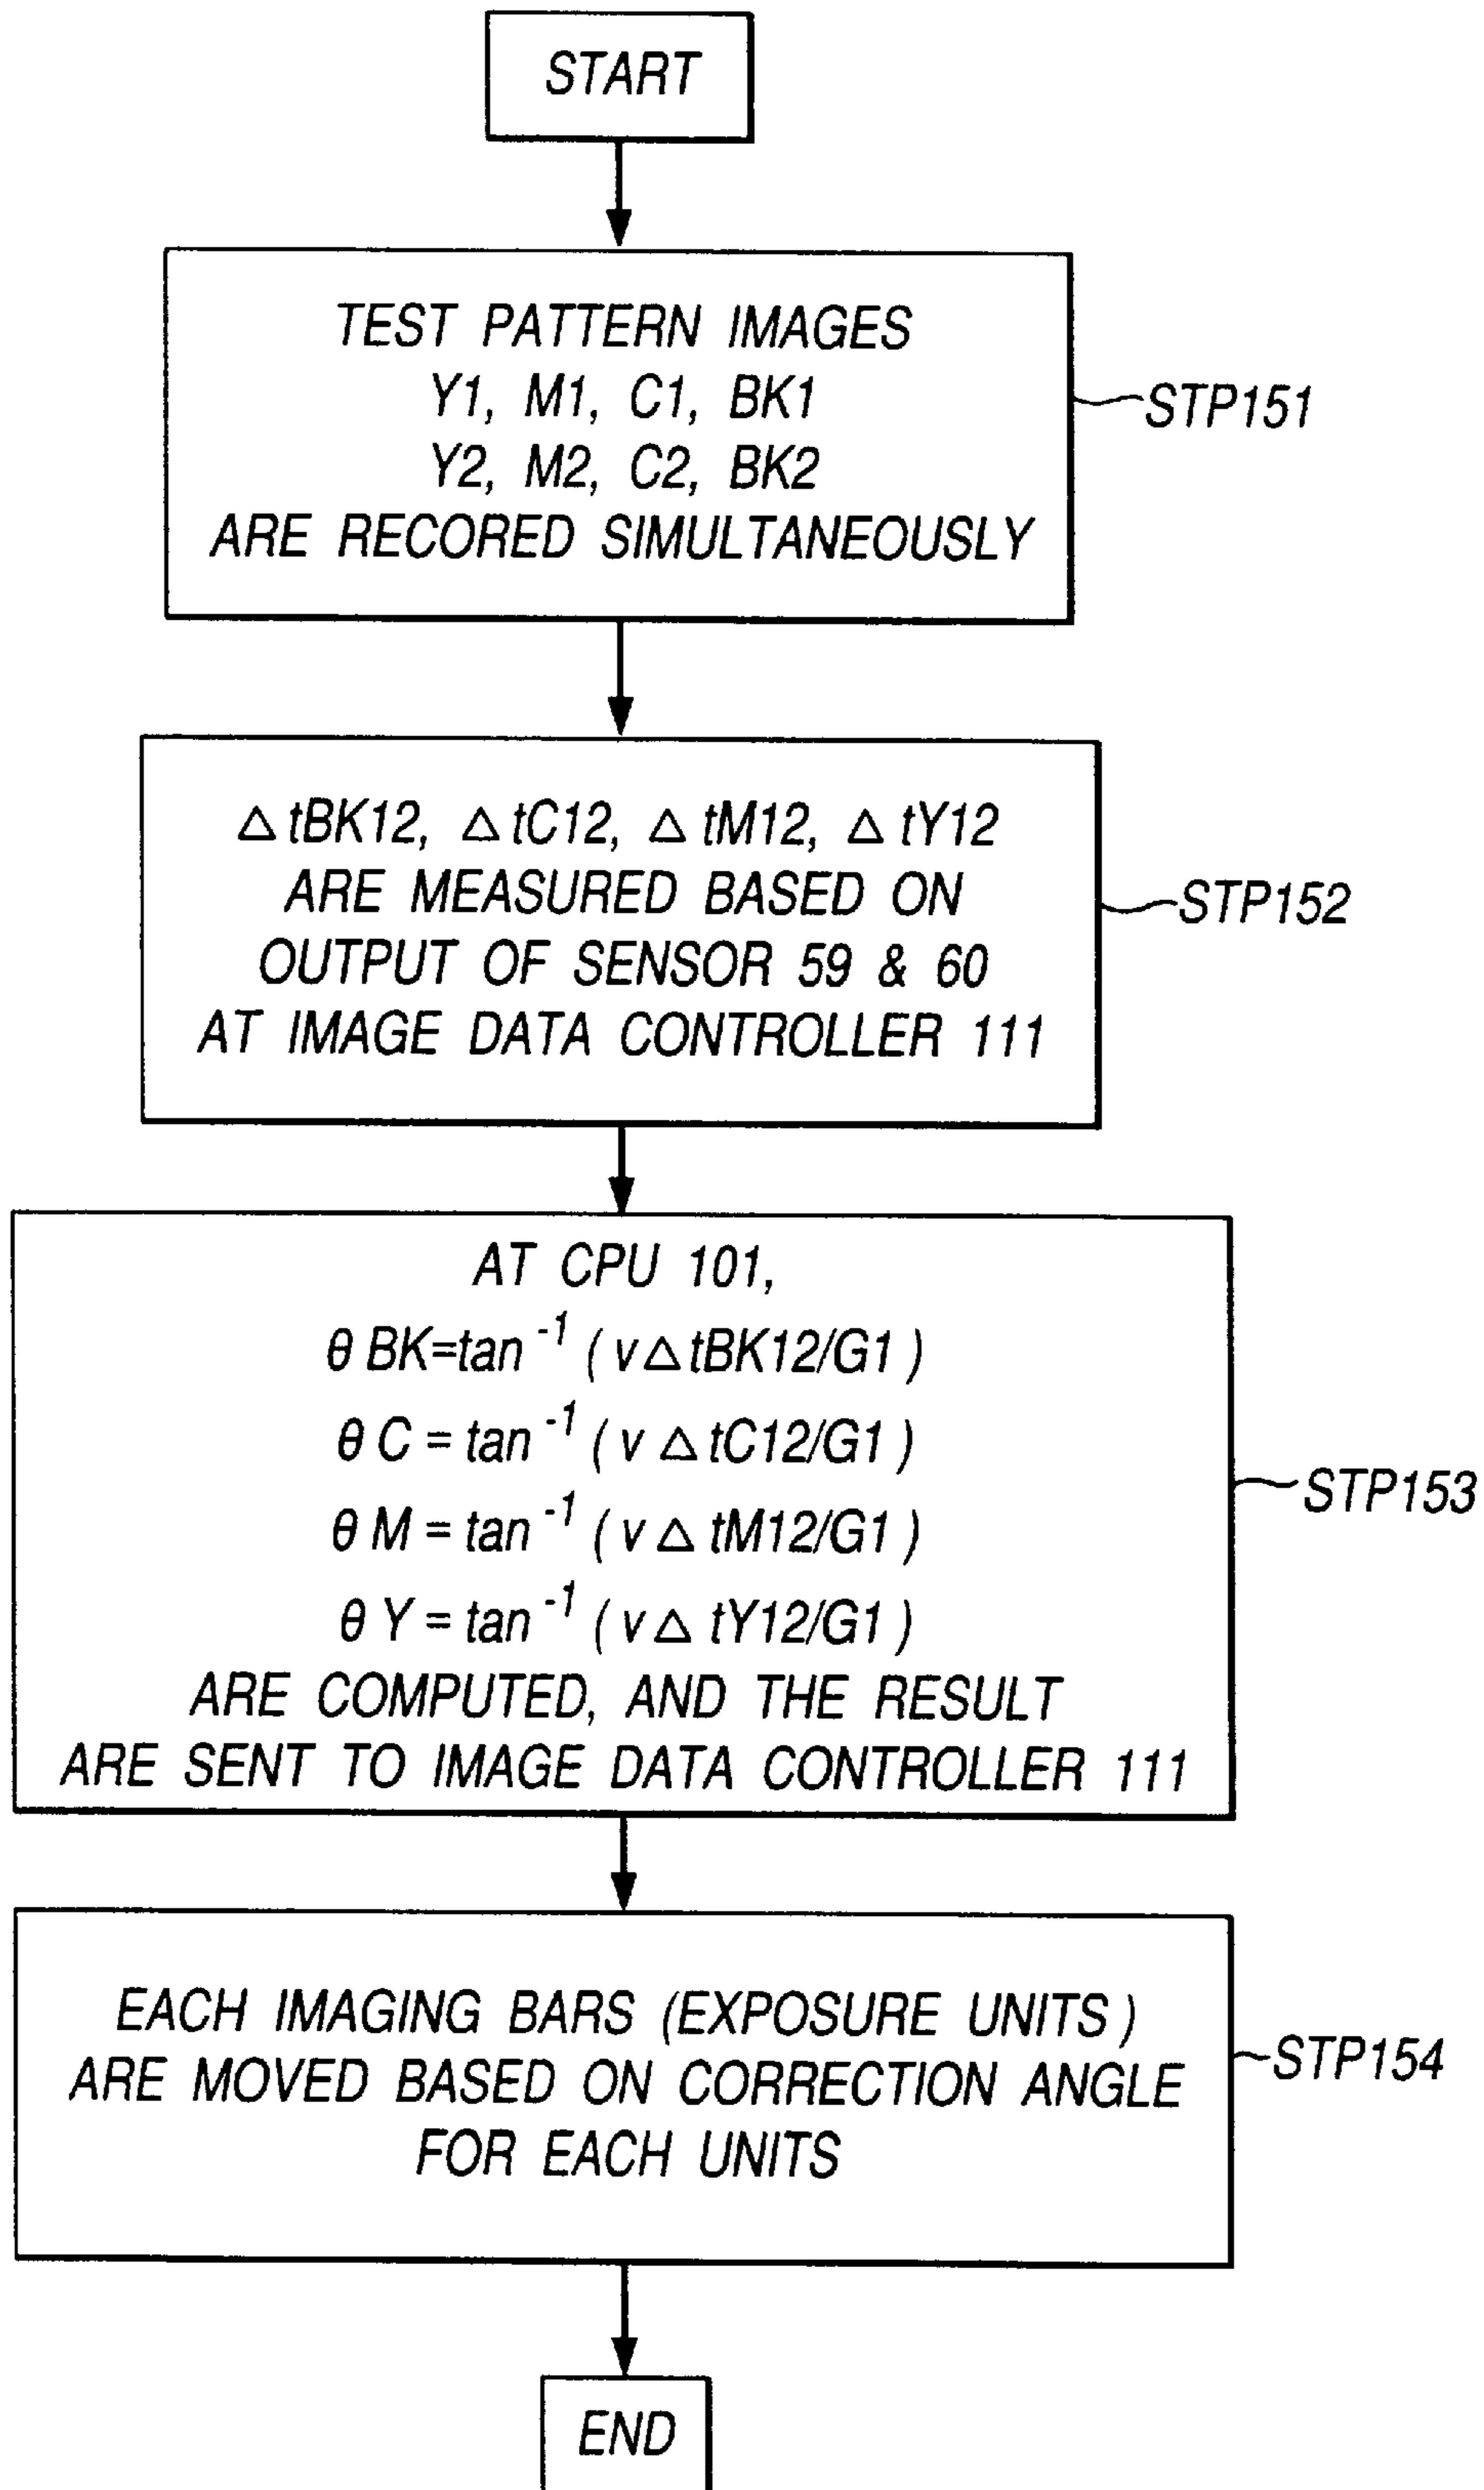 START
TEST PATTERN IMAGES
Y1, M1, C1, BK1
Y2, M2, C2, BK2
ARE RECORED SIMULTANEOUSLY
STP151
△ tBK12, △ tC12, △ tM12, △ tY12
ARE MEASURED BASED ON
OUTPUT OF SENSOR 59 & 60
AT IMAGE DATA CONTROLLER 111
STP152
AT CPU 101,
θ BK=tan ⁻¹ ( v △ tBK12/G1 )
θ C = tan ⁻¹ ( v △ tC12/G1 )
θ M = tan ⁻¹ ( v △ tM12/G1 )
θ Y = tan ⁻¹ ( v △ tY12/G1 )
ARE COMPUTED, AND THE RESULT
ARE SENT TO IMAGE DATA CONTROLLER 111
STP153
EACH IMAGING BARS (EXPOSURE UNITS)
ARE MOVED BASED ON CORRECTION ANGLE
FOR EACH UNITS
STP154
END